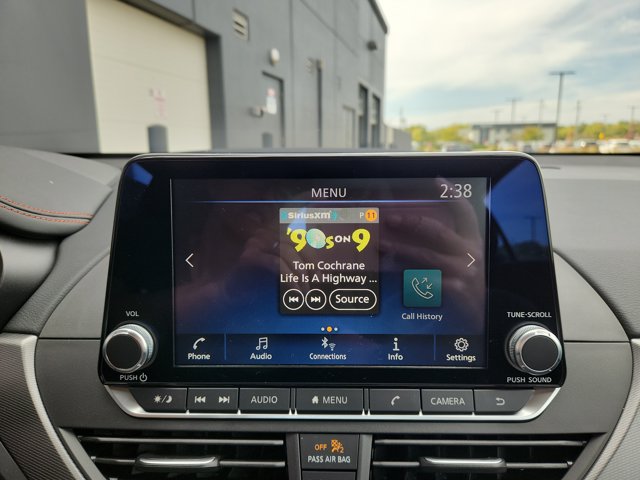 MENU 2:38
SiriusXM P 11
'90s ON 9
Tom Cochrane
Life Is A Highway ...
Source
Call History
VOL
TUNE•SCROLL
Phone Audio Connections Info Settings
PUSH
PUSH SOUND
AUDIO MENU CAMERA
OFF
PASS AIR BAG